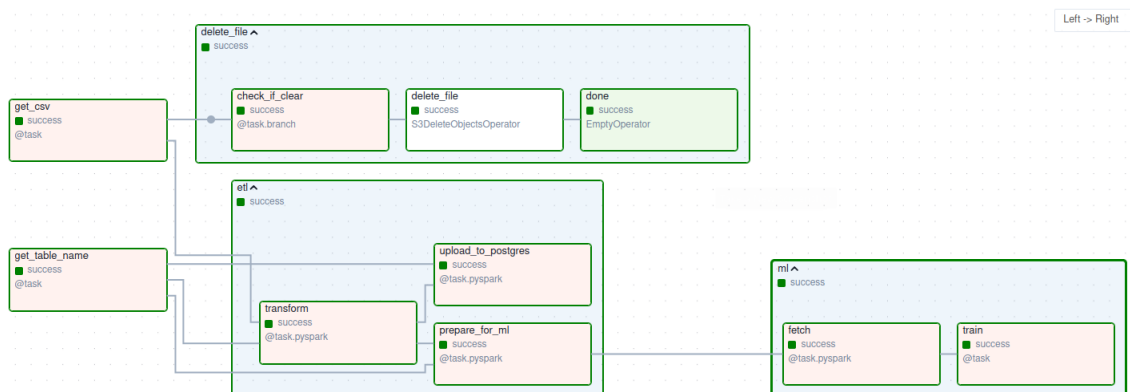 Left -> Right
delete_file
success
get_csv
success
@task
check_if_clear
success
@task.branch
delete_file
success
S3DeleteObjectsOperator
done
success
EmptyOperator
etl
success
get_table_name
success
@task
upload_to_postgres
success
@task.pyspark
transform
success
@task.pyspark
prepare_for_ml
success
@task.pyspark
ml
success
fetch
success
@task.pyspark
train
success
@task